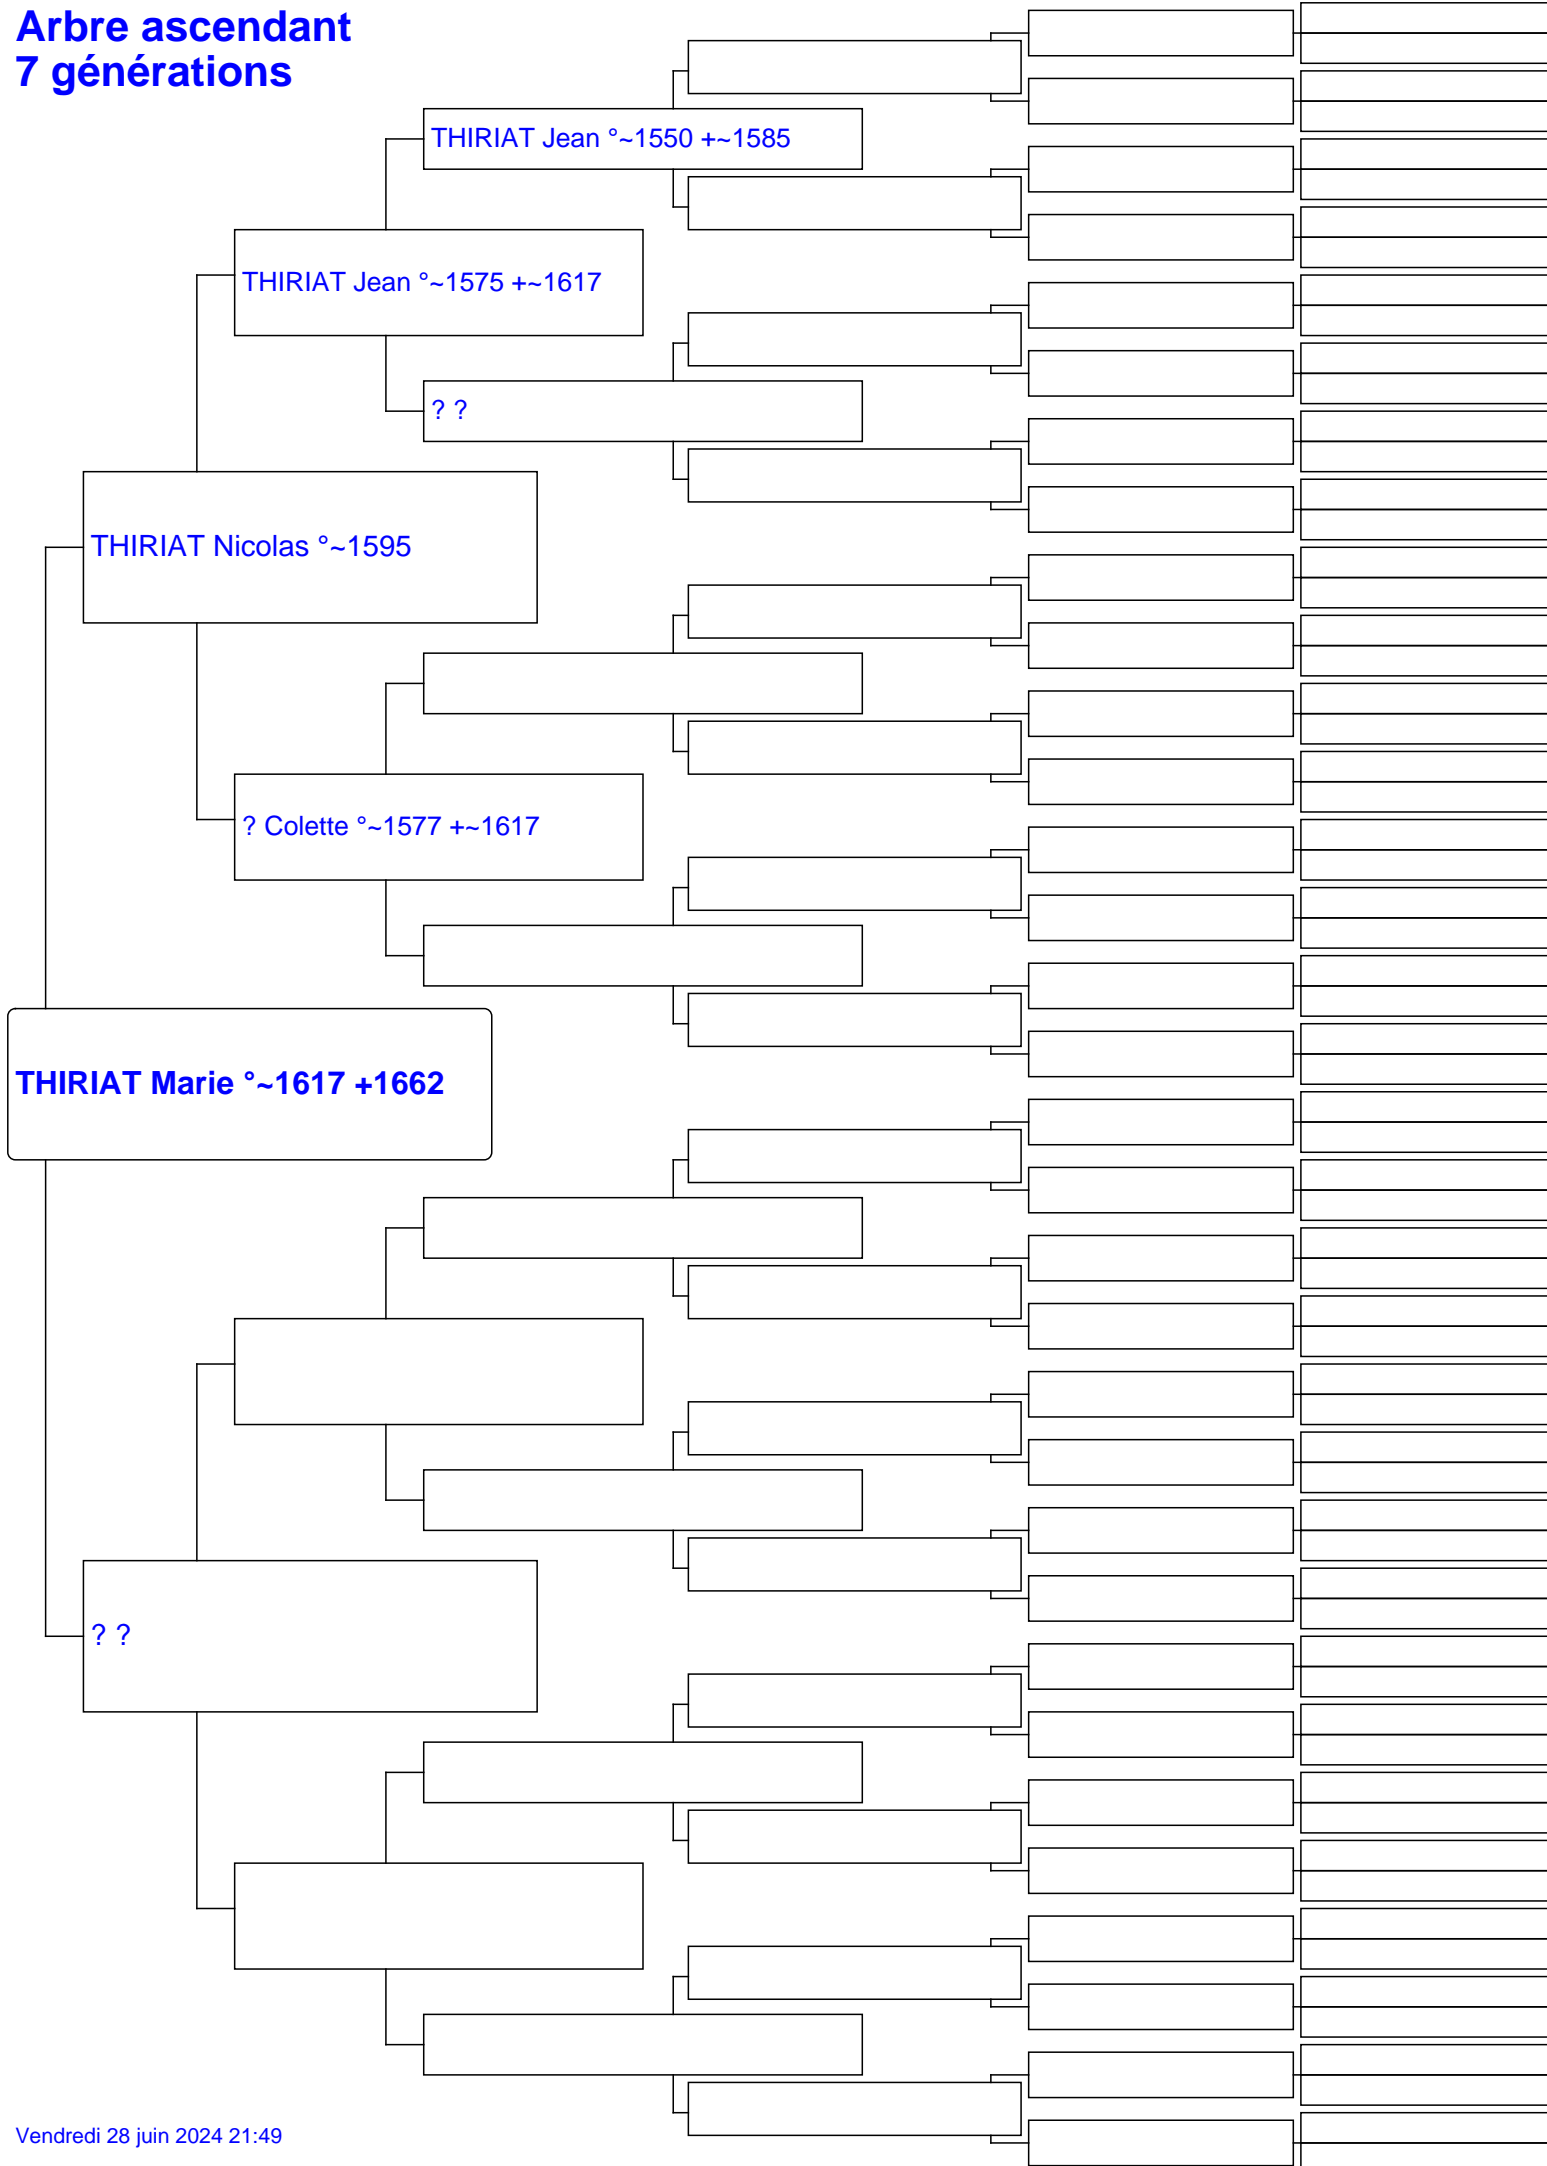 Arbre ascendant
7 générations
THIRIAT Jean °~1550 +~1585
THIRIAT Jean °~1575 +~1617
? ?
THIRIAT Nicolas °~1595
? Colette °~1577 +~1617
THIRIAT Marie °~1617 +1662
? ?
Vendredi 28 juin 2024 21:49